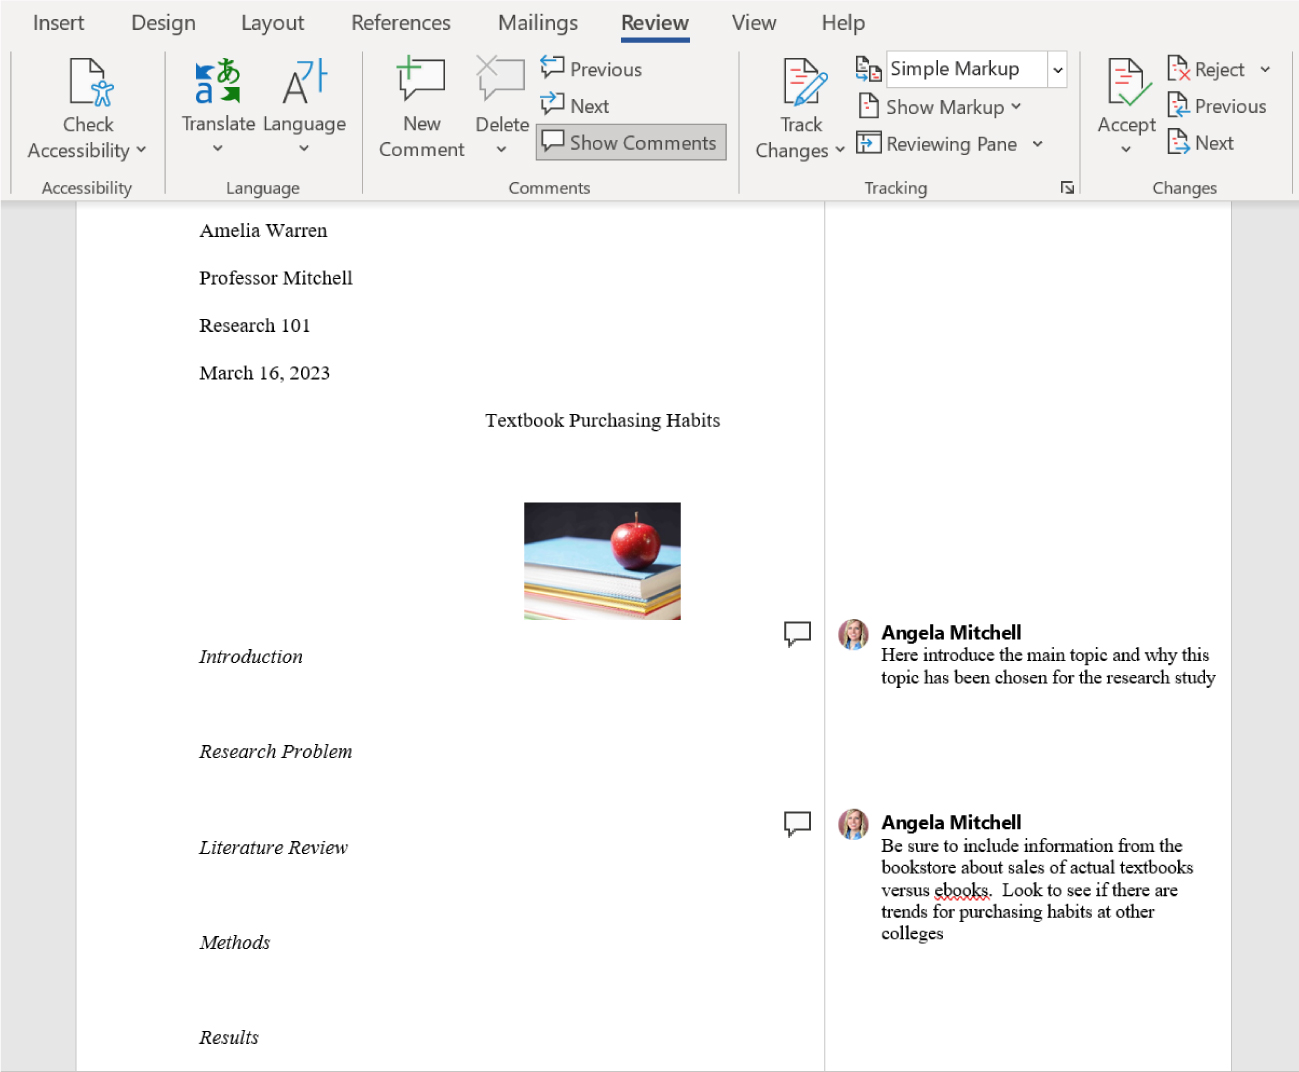 Insert Design Layout References Mailings Review View Help
Check Accessibility
Accessibility
Translate
Language
Language
New Comment
Delete
Previous
Next
Show Comments
Comments
Track Changes
Simple Markup
Show Markup
Reviewing Pane
Tracking
Accept
Reject
Previous
Next
Changes
Amelia Warren
Professor Mitchell
Research 101
March 16, 2023
Textbook Purchasing Habits
Introduction
Angela Mitchell
Here introduce the main topic and why this
topic has been chosen for the research study
Research Problem
Literature Review
Angela Mitchell
Be sure to include information from the
bookstore about sales of actual textbooks
versus ebooks.  Look to see if there are
trends for purchasing habits at other
colleges
Methods
Results